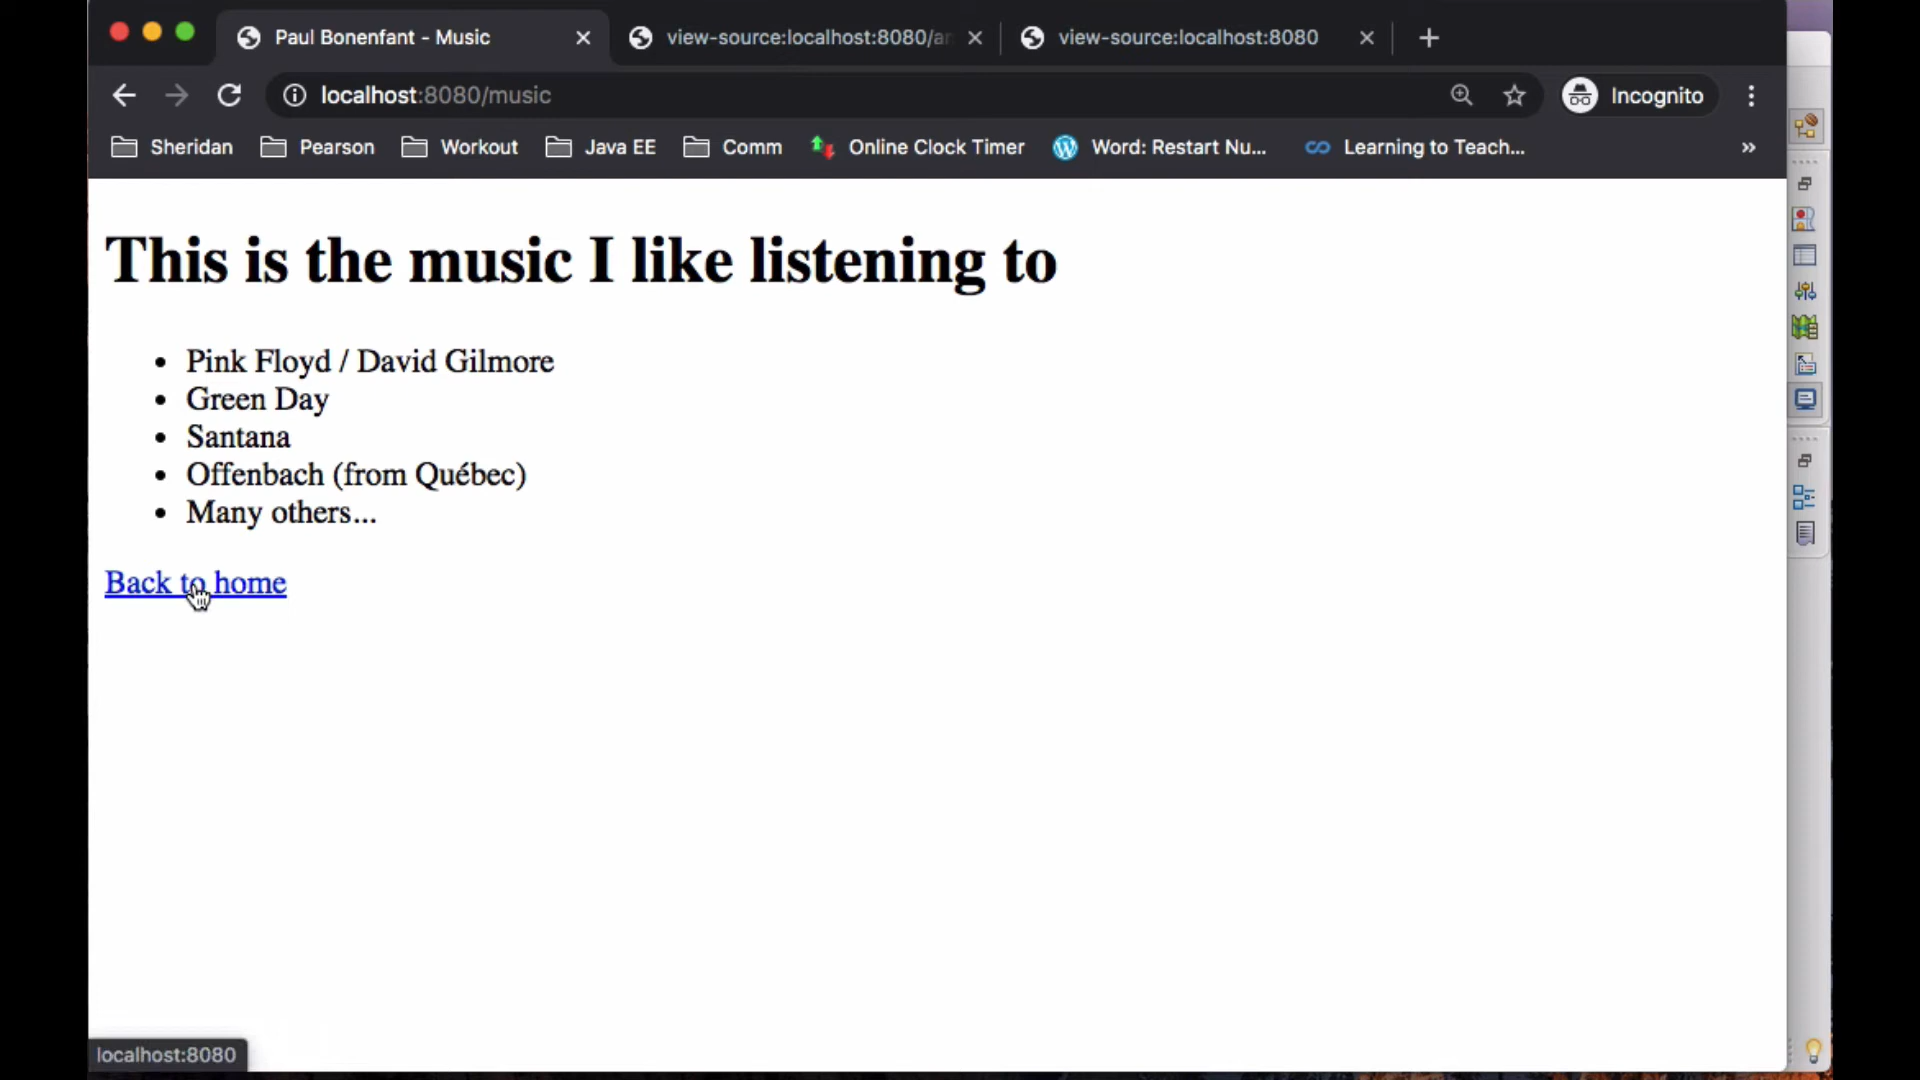 Paul Bonenfant - Music
view-source:localhost:8080/a
view-source:localhost:8080
localhost:8080/music
Incognito
Sheridan
Pearson
Workout
Java EE
Comm
Online Clock Timer
Word: Restart Nu...
Learning to Teach...
»
This is the music I like listening to
• Pink Floyd / David Gilmore
• Green Day
• Santana
• Offenbach (from Québec)
• Many others...
Back to home
localhost:8080